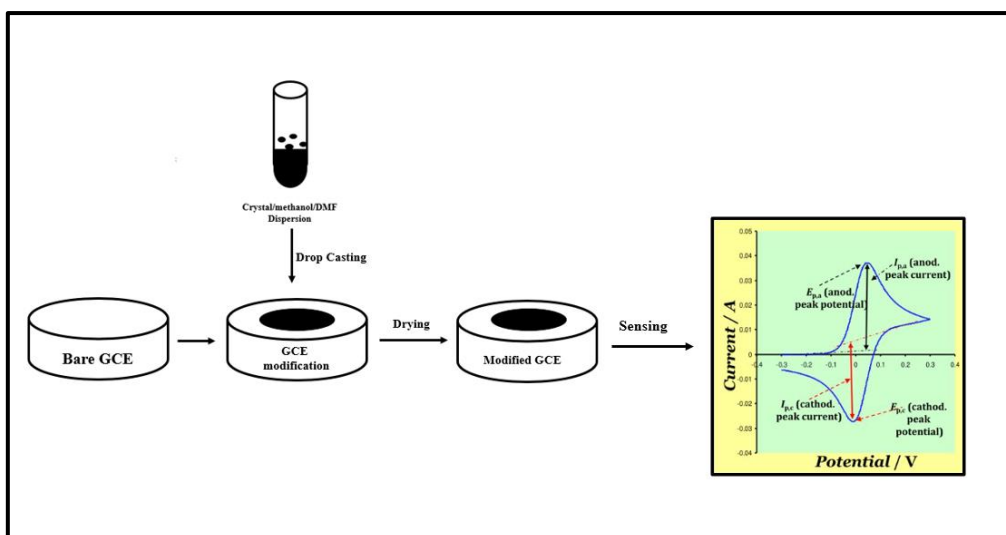 Crystal/methanol/DMF
Dispersion
Drop Casting
Bare GCE
GCE
modification
Drying
Modified GCE
Sensing
0.05
0.04
0.03
0.02
0.01
0
-0.01
-0.02
-0.03
-0.04
-0.4
-0.3
-0.2
-0.1
0
0.1
0.2
0.3
0.4
Current / A
Potential / V
Ep,a (anod.
peak potential)
Ip,a (anod.
peak current)
Ip,c (cathod.
peak current)
Ep,c (cathod.
peak
potential)